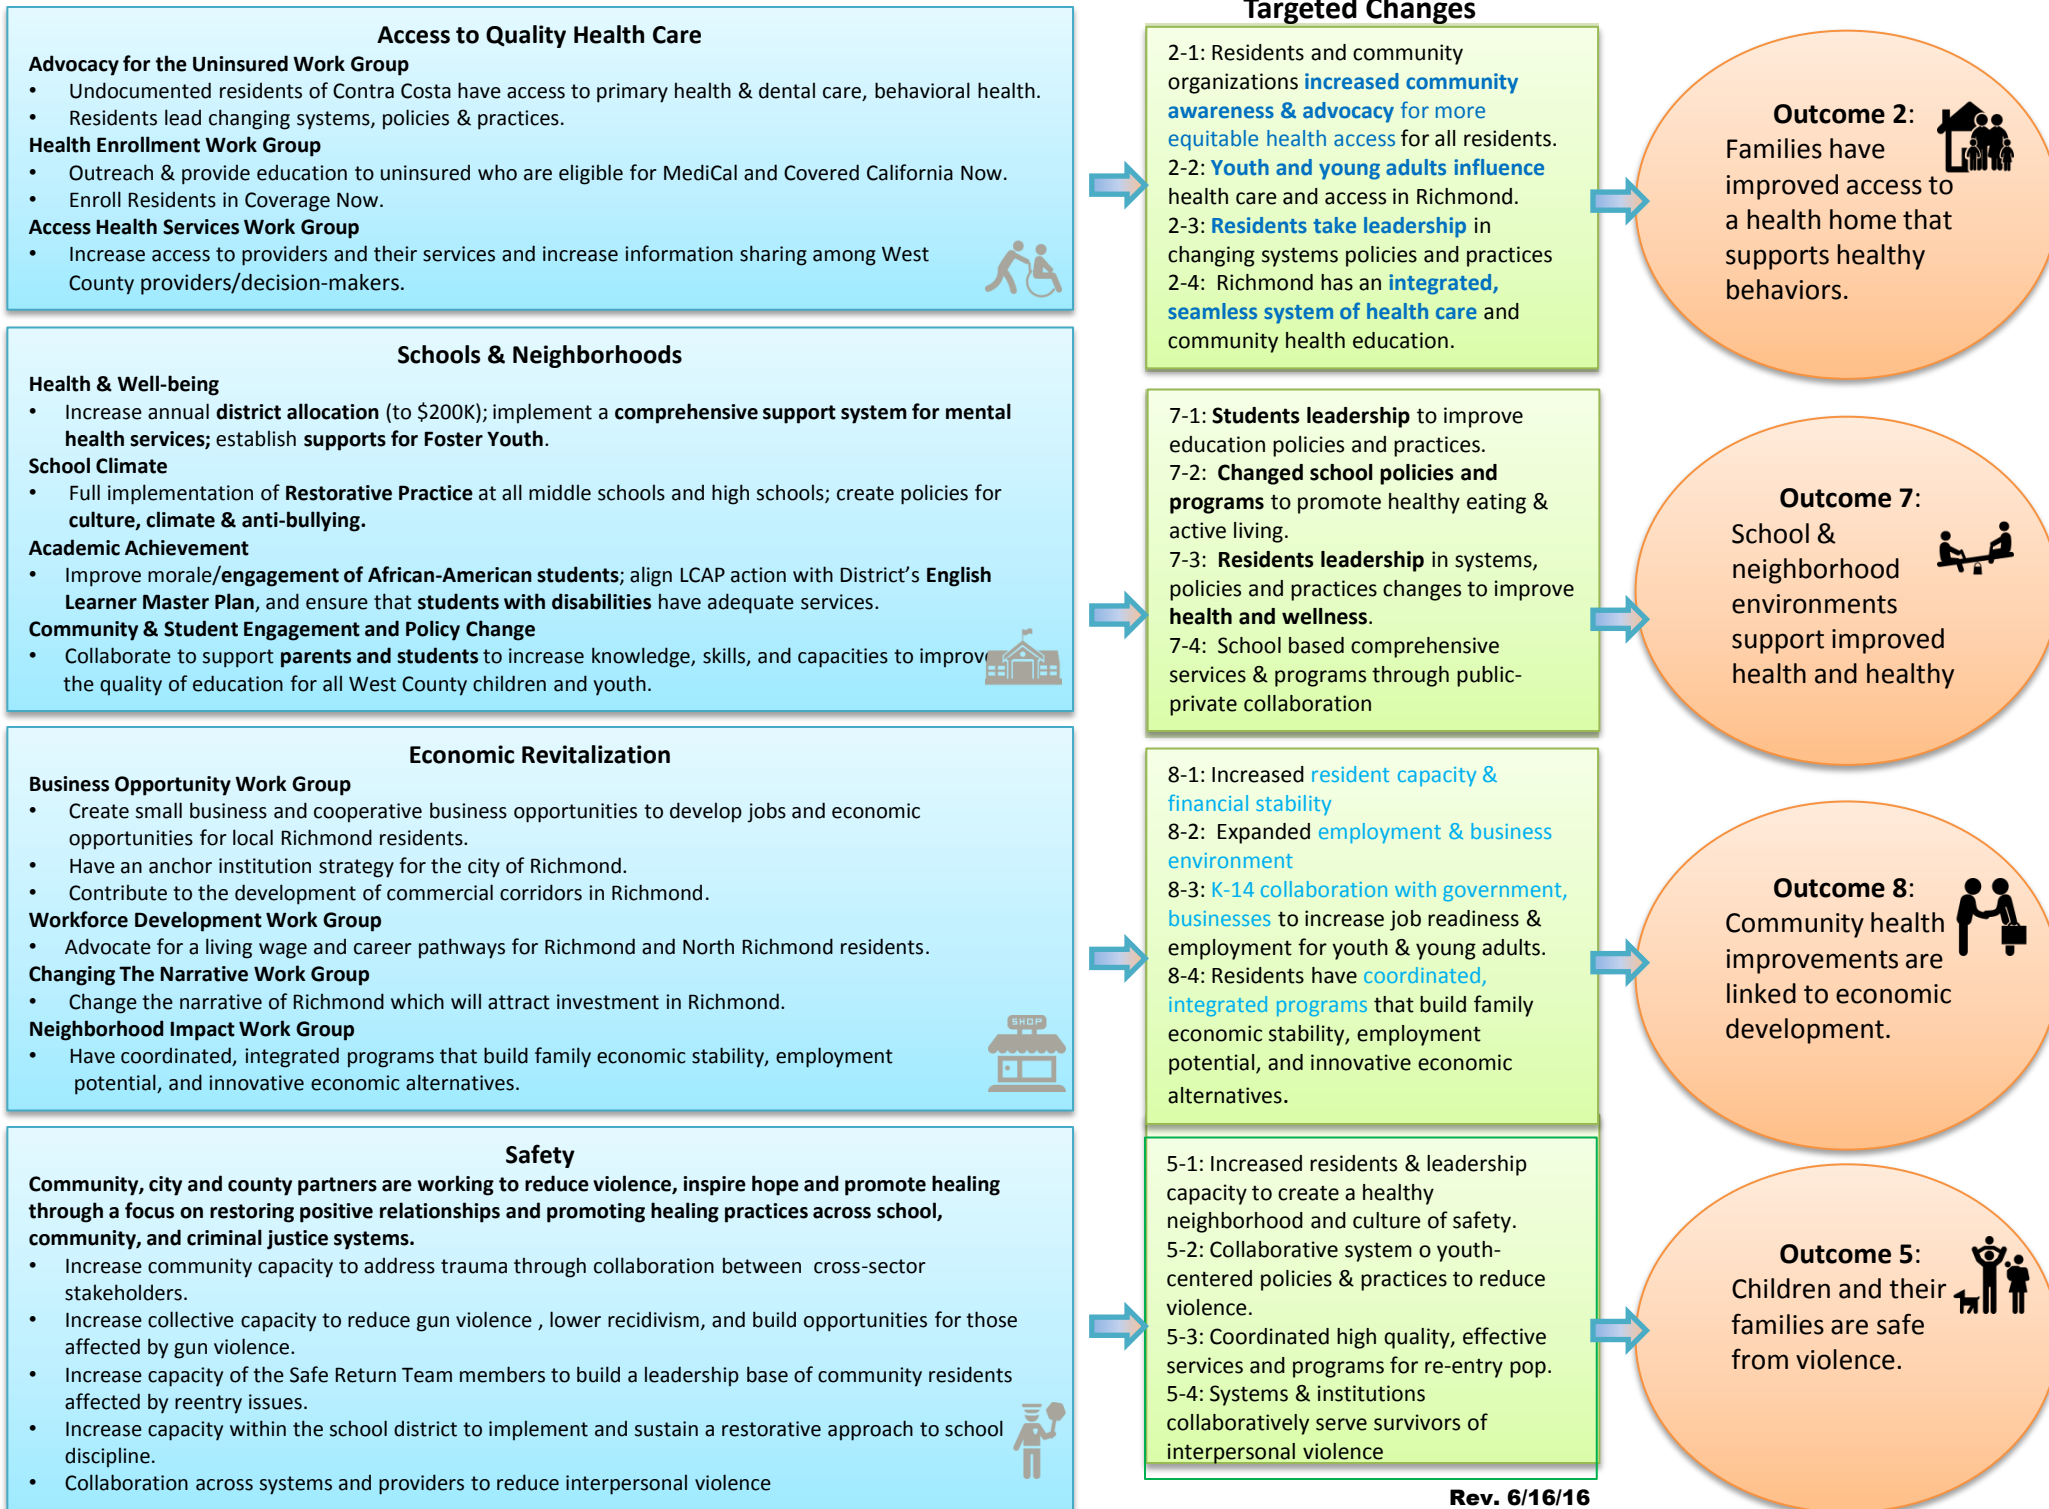 Access to Quality Health Care
Advocacy for the Uninsured Work Group
• Undocumented residents of Contra Costa have access to primary health & dental care, behavioral health.
• Residents lead changing systems, policies & practices.
Health Enrollment Work Group
• Outreach & provide education to uninsured who are eligible for MediCal and Covered California Now.
• Enroll Residents in Coverage Now.
Access Health Services Work Group
• Increase access to providers and their services and increase information sharing among West
County providers/decision-makers.
Targeted Changes
2-1: Residents and community
organizations increased community
awareness & advocacy for more
equitable health access for all residents.
2-2: Youth and young adults influence
health care and access in Richmond.
2-3: Residents take leadership in
changing systems policies and practices
2-4: Richmond has an integrated,
seamless system of health care and
community health education.
Outcome 2:
Families have
improved access to
a health home that
supports healthy
behaviors.
Schools & Neighborhoods
Health & Well-being
• Increase annual district allocation (to $200K); implement a comprehensive support system for mental
health services; establish supports for Foster Youth.
School Climate
• Full implementation of Restorative Practice at all middle schools and high schools; create policies for
culture, climate & anti-bullying.
Academic Achievement
• Improve morale/engagement of African-American students; align LCAP action with District's English
Learner Master Plan, and ensure that students with disabilities have adequate services.
Community & Student Engagement and Policy Change
• Collaborate to support parents and students to increase knowledge, skills, and capacities to improve
the quality of education for all West County children and youth.
7-1: Students leadership to improve
education policies and practices.
7-2: Changed school policies and
programs to promote healthy eating &
active living.
7-3: Residents leadership in systems,
policies and practices changes to improve
health and wellness.
7-4: School based comprehensive
services & programs through public-
private collaboration
Outcome 7:
School &
neighborhood
environments
support improved
health and healthy
Economic Revitalization
Business Opportunity Work Group
• Create small business and cooperative business opportunities to develop jobs and economic
opportunities for local Richmond residents.
• Have an anchor institution strategy for the city of Richmond.
• Contribute to the development of commercial corridors in Richmond.
Workforce Development Work Group
• Advocate for a living wage and career pathways for Richmond and North Richmond residents.
Changing The Narrative Work Group
• Change the narrative of Richmond which will attract investment in Richmond.
Neighborhood Impact Work Group
• Have coordinated, integrated programs that build family economic stability, employment
potential, and innovative economic alternatives.
SHOP
8-1: Increased resident capacity &
financial stability
8-2: Expanded employment & business
environment
8-3: K-14 collaboration with government,
businesses to increase job readiness &
employment for youth & young adults.
8-4: Residents have coordinated,
integrated programs that build family
economic stability, employment
potential, and innovative economic
alternatives.
Outcome 8:
Community health
improvements are
linked to economic
development.
Safety
Community, city and county partners are working to reduce violence, inspire hope and promote healing
through a focus on restoring positive relationships and promoting healing practices across school,
community, and criminal justice systems.
• Increase community capacity to address trauma through collaboration between cross-sector
stakeholders.
• Increase collective capacity to reduce gun violence , lower recidivism, and build opportunities for those
affected by gun violence.
• Increase capacity of the Safe Return Team members to build a leadership base of community residents
affected by reentry issues.
• Increase capacity within the school district to implement and sustain a restorative approach to school
discipline.
• Collaboration across systems and providers to reduce interpersonal violence
5-1: Increased residents & leadership
capacity to create a healthy
neighborhood and culture of safety.
5-2: Collaborative system o youth-
centered policies & practices to reduce
violence.
5-3: Coordinated high quality, effective
services and programs for re-entry pop.
5-4: Systems & institutions
collaboratively serve survivors of
interpersonal violence
Outcome 5:
Children and their
families are safe
from violence.
Rev. 6/16/16